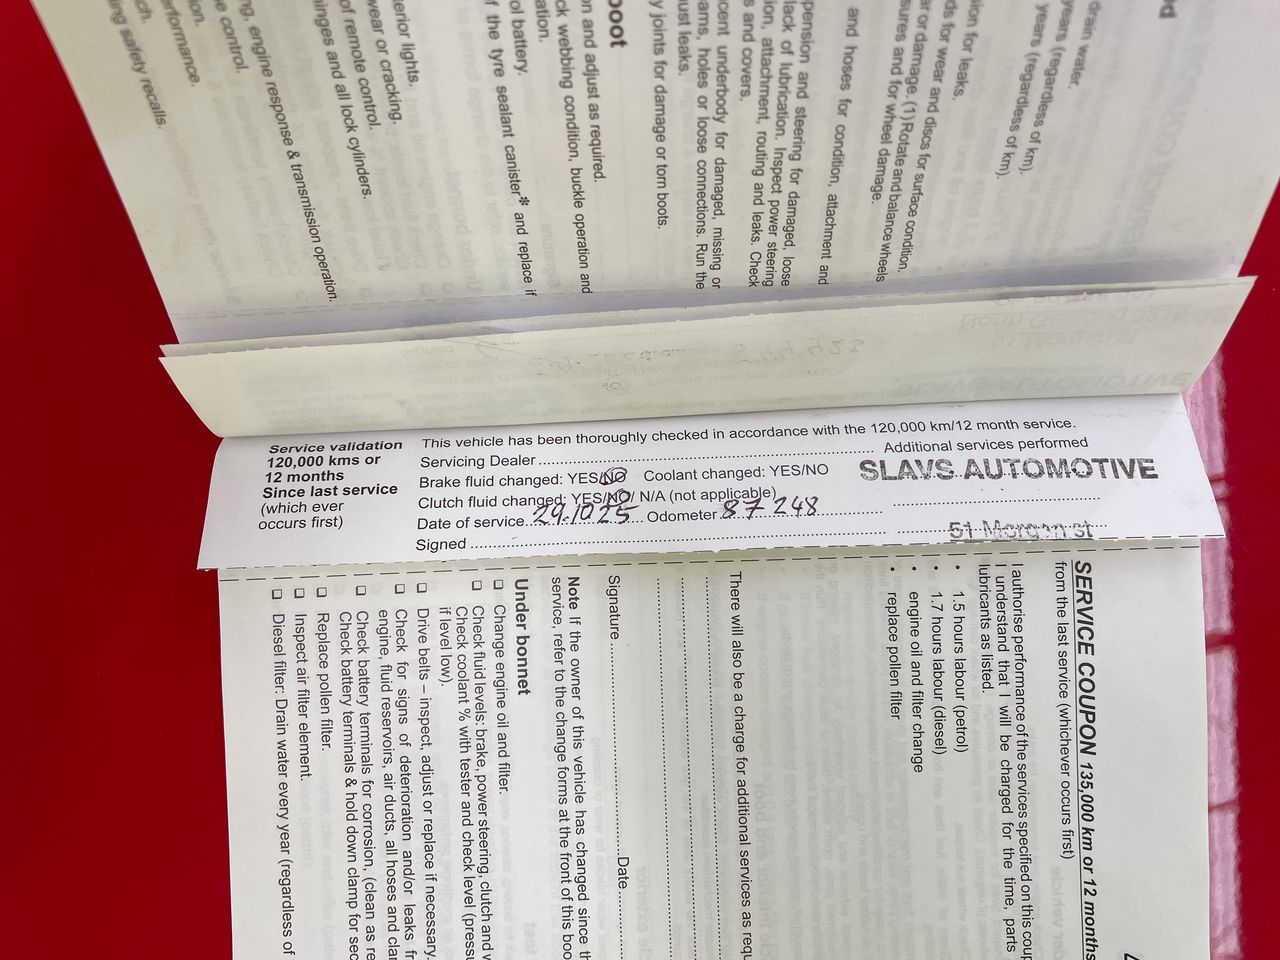 drain water.
years (regardless of km).
years (regardless of km).
ion for leaks.
ds for wear and discs for surface condition.
ar or damage. (1) Rotate and balance wheels
sures and for wheel damage.
and hoses for condition, attachment and
pension and steering for damaged, loose
lack of lubrication. Inspect power steering
ion, attachment, routing and leaks. Check
s and covers.
cent underbody for damaged, missing or
ams, holes or loose connections. Run the
ust leaks.
y joints for damage or torn boots.
boot
on and adjust as required.
ck webbing condition, buckle operation and
ation.
ol battery.
f the tyre sealant canister* and replace if
terior lights.
wear or cracking.
of remote control.
hinges and all lock cylinders.
ng, engine response & transmission operation.
e control.
erformance.
ng safety recalls.
Service validation
120,000 kms or
12 months
Since last service
(which ever
occurs first)
This vehicle has been thoroughly checked in accordance with the 120,000 km/12 month service.
Servicing Dealer
Additional services performed
Brake fluid changed: YES/NO Coolant changed: YES/NO
SLAVS AUTOMOTIVE
Clutch fluid changed: YES/NO/ N/A (not applicable)
Date of service 29.10 25 Odometer 87 248
Signed
51 Morgan st
SERVICE COUPON 135,000 km or 12 months
from the last service (whichever occurs first)
I authorise performance of the services specified on this coup
I understand that I will be charged for the time, parts
lubricants as listed.
• 1.5 hours labour (petrol)
• 1.7 hours labour (diesel)
• engine oil and filter change
• replace pollen filter
There will also be a charge for additional services as requ
Signature Date
Note If the owner of this vehicle has changed since th
service, refer to the change forms at the front of this boo
Under bonnet
❏ Change engine oil and filter.
❏ Check fluid levels: brake, power steering, clutch and w
Check coolant % with tester and check level (pressu
if level low).
❏ Drive belts – inspect, adjust or replace if necessary.
❏ Check for signs of deterioration and/or leaks fr
engine, fluid reservoirs, air ducts, all hoses and clar
❏ Check battery terminals for corrosion, (clean as re
Check battery terminals & hold down clamp for sec
❏ Replace pollen filter.
❏ Inspect air filter element.
❏ Diesel filter: Drain water every year (regardless of